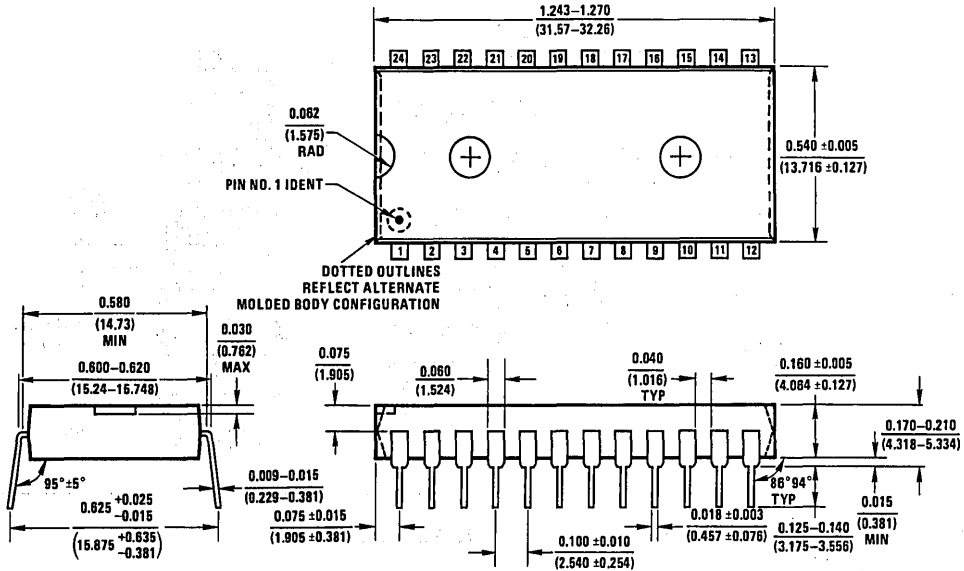 1.243–1.270
(31.57–32.26)
24 23 22 21 20 19 18 17 16 15 14 13
0.062
(1.575)
RAD
0.540 ±0.005
(13.716 ±0.127)
PIN NO. 1 IDENT
1 2 3 4 5 6 7 8 9 10 11 12
DOTTED OUTLINES
REFLECT ALTERNATE
MOLDED BODY CONFIGURATION
0.580
(14.73)
MIN
0.030
(0.762)
MAX
0.600–0.620
(15.24–15.748)
95°±5°
0.009–0.015
(0.229–0.381)
0.625 +0.025 -0.015
(15.875 +0.635 -0.381)
0.075
(1.905)
0.060
(1.524)
0.040
(1.016)
TYP
0.160 ±0.005
(4.064 ±0.127)
0.170–0.210
(4.318–5.334)
86°94°
TYP
0.015
(0.381)
MIN
0.075 ±0.015
(1.905 ±0.381)
0.100 ±0.010
(2.540 ±0.254)
0.018 ±0.003
(0.457 ±0.076)
0.125–0.140
(3.175–3.556)